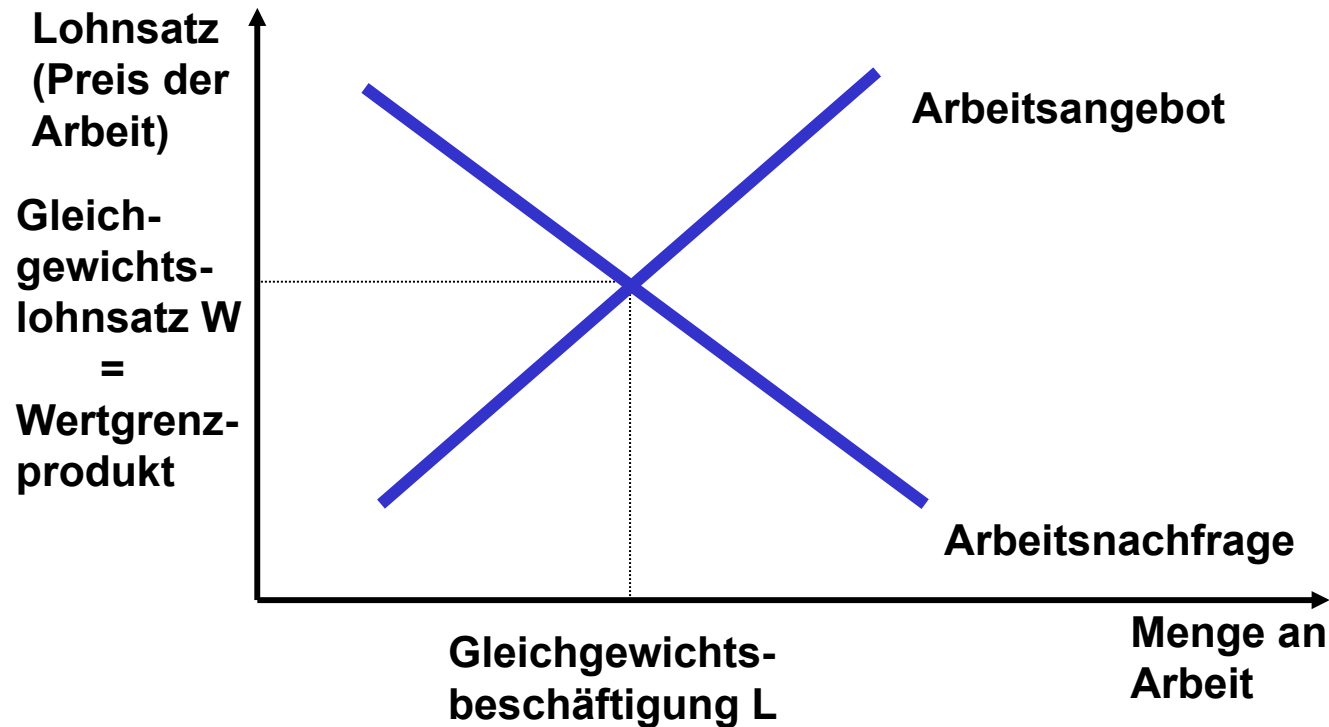 Lohnsatz
(Preis der
Arbeit)
Arbeitsangebot
Gleich-
gewichts-
lohnsatz W
=
Wertgrenz-
produkt
Arbeitsnachfrage
Menge an
Arbeit
Gleichgewichts-
beschäftigung L